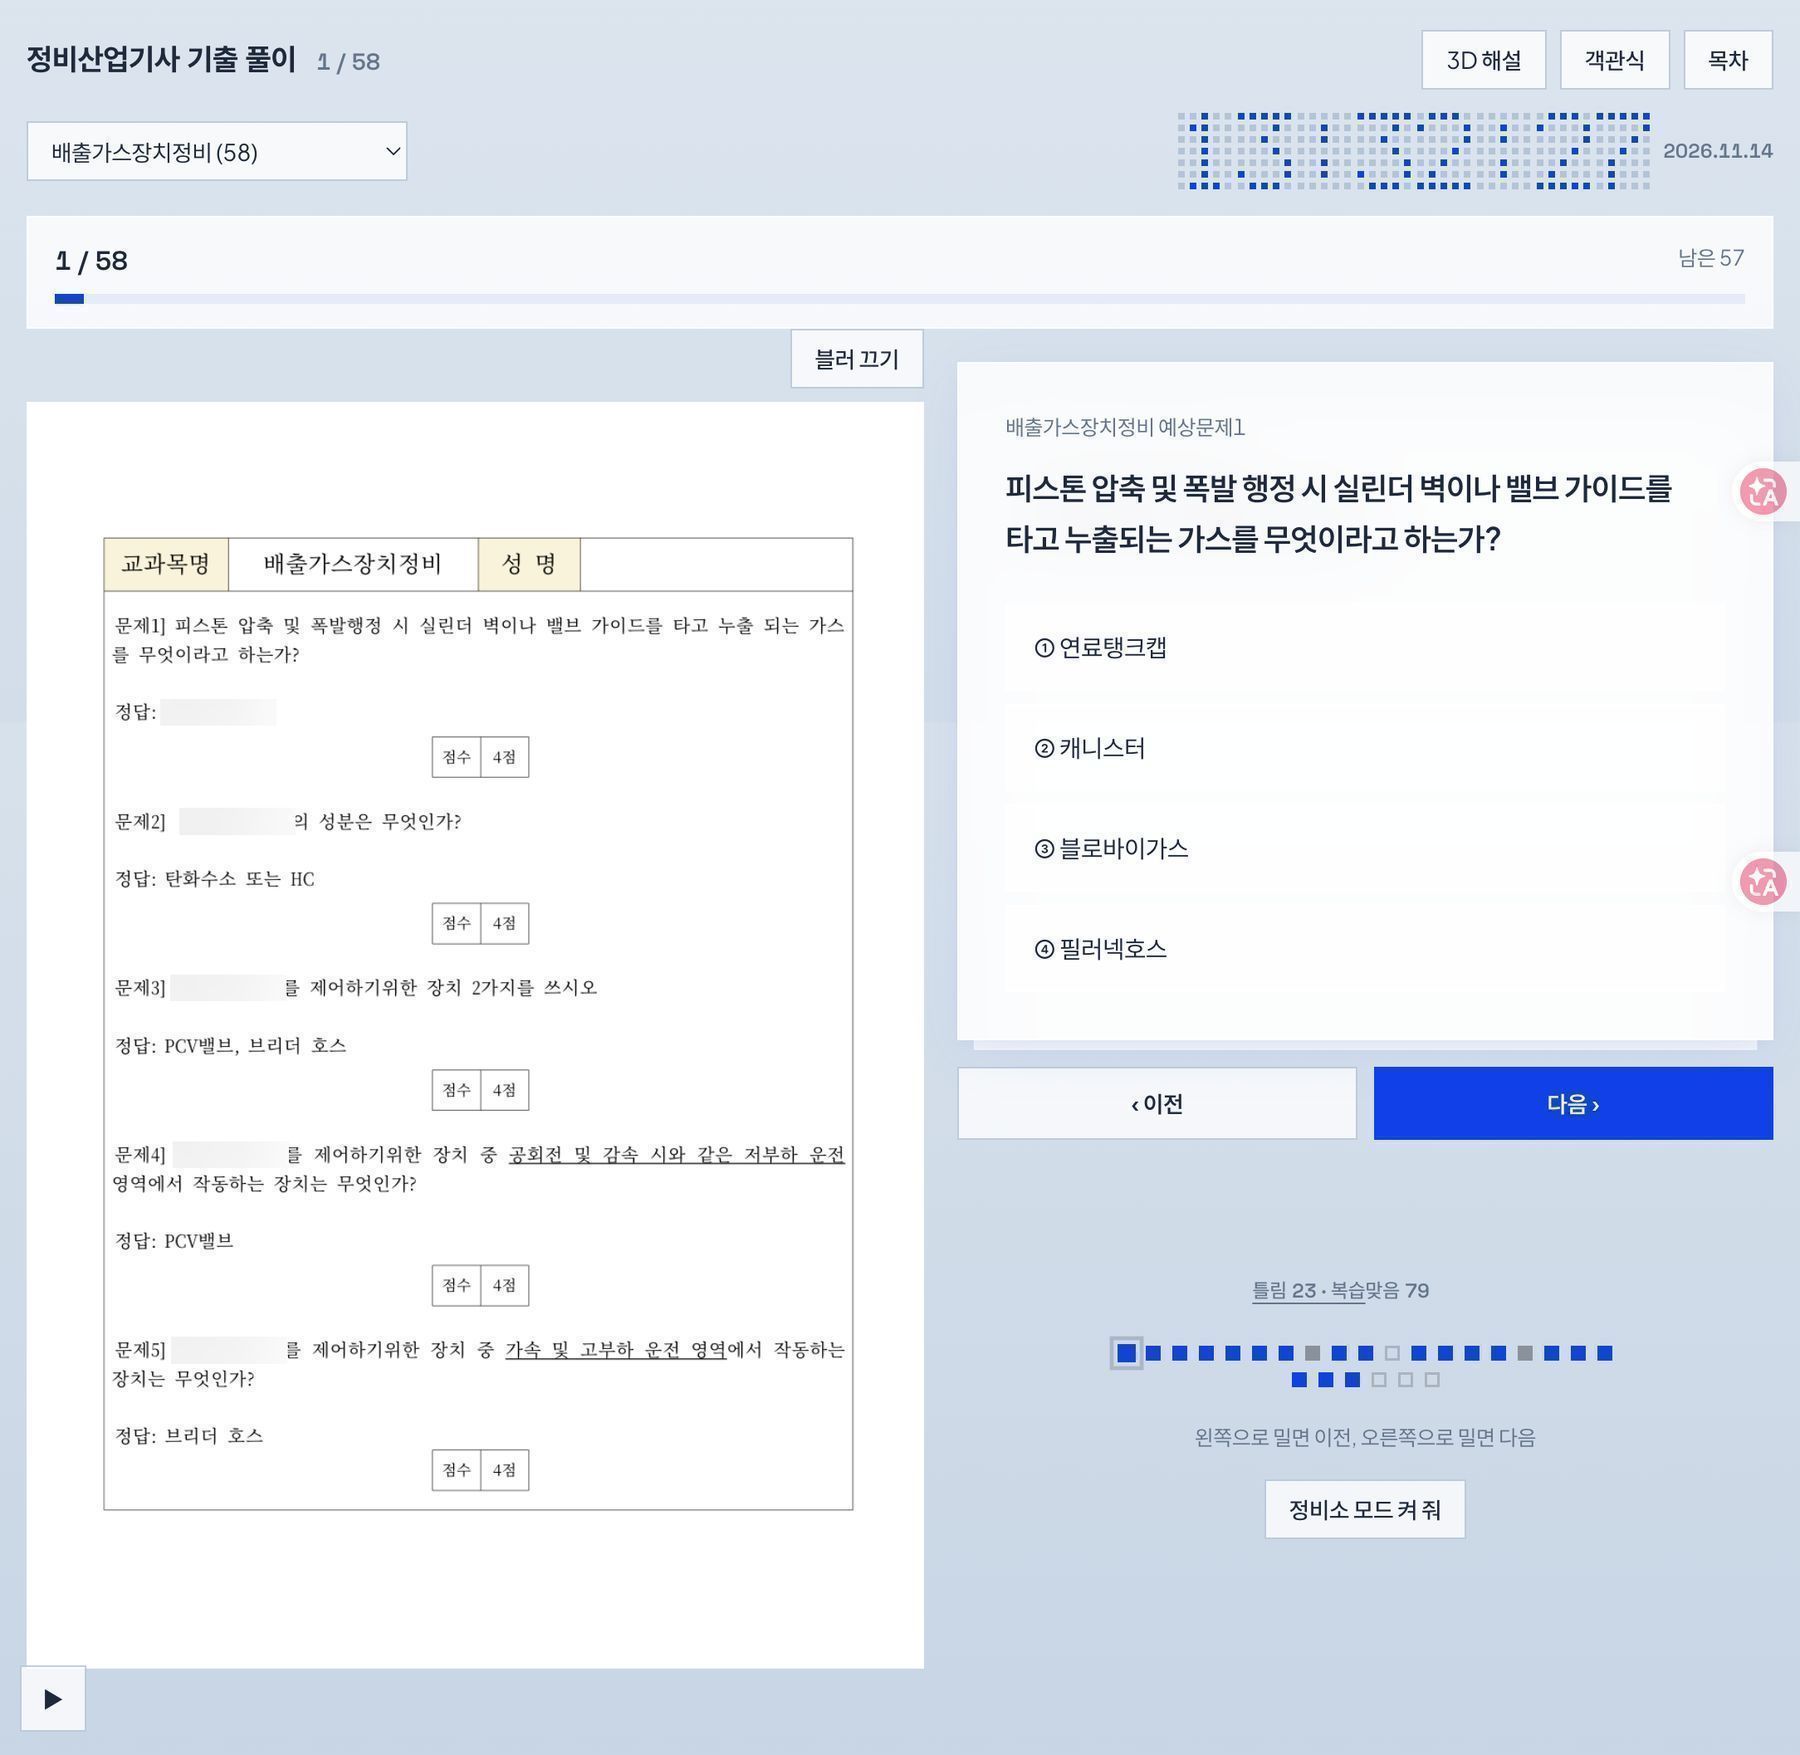 정비산업기사 기출 풀이 1 / 58
3D 해설 객관식 목차
배출가스장치정비 (58)
13:52:27
2026.11.14
1 / 58
남은 57
블러 끄기
교과목명 배출가스장치정비 성 명
문제1] 피스톤 압축 및 폭발행정 시 실린더 벽이나 밸브 가이드를 타고 누출 되는 가스
를 무엇이라고 하는가?
정답:
점수 4점
문제2] 의 성분은 무엇인가?
정답: 탄화수소 또는 HC
점수 4점
문제3] 를 제어하기위한 장치 2가지를 쓰시오
정답: PCV밸브, 브리더 호스
점수 4점
문제4] 를 제어하기위한 장치 중 공회전 및 감속 시와 같은 저부하 운전
영역에서 작동하는 장치는 무엇인가?
정답: PCV밸브
점수 4점
문제5] 를 제어하기위한 장치 중 가속 및 고부하 운전 영역에서 작동하는
장치는 무엇인가?
정답: 브리더 호스
점수 4점
배출가스장치정비 예상문제1
피스톤 압축 및 폭발 행정 시 실린더 벽이나 밸브 가이드를
타고 누출되는 가스를 무엇이라고 하는가?
① 연료탱크캡
② 캐니스터
③ 블로바이가스
④ 필러넥호스
‹ 이전
다음 ›
틀림 23 · 복습맞음 79
왼쪽으로 밀면 이전, 오른쪽으로 밀면 다음
정비소 모드 켜 줘